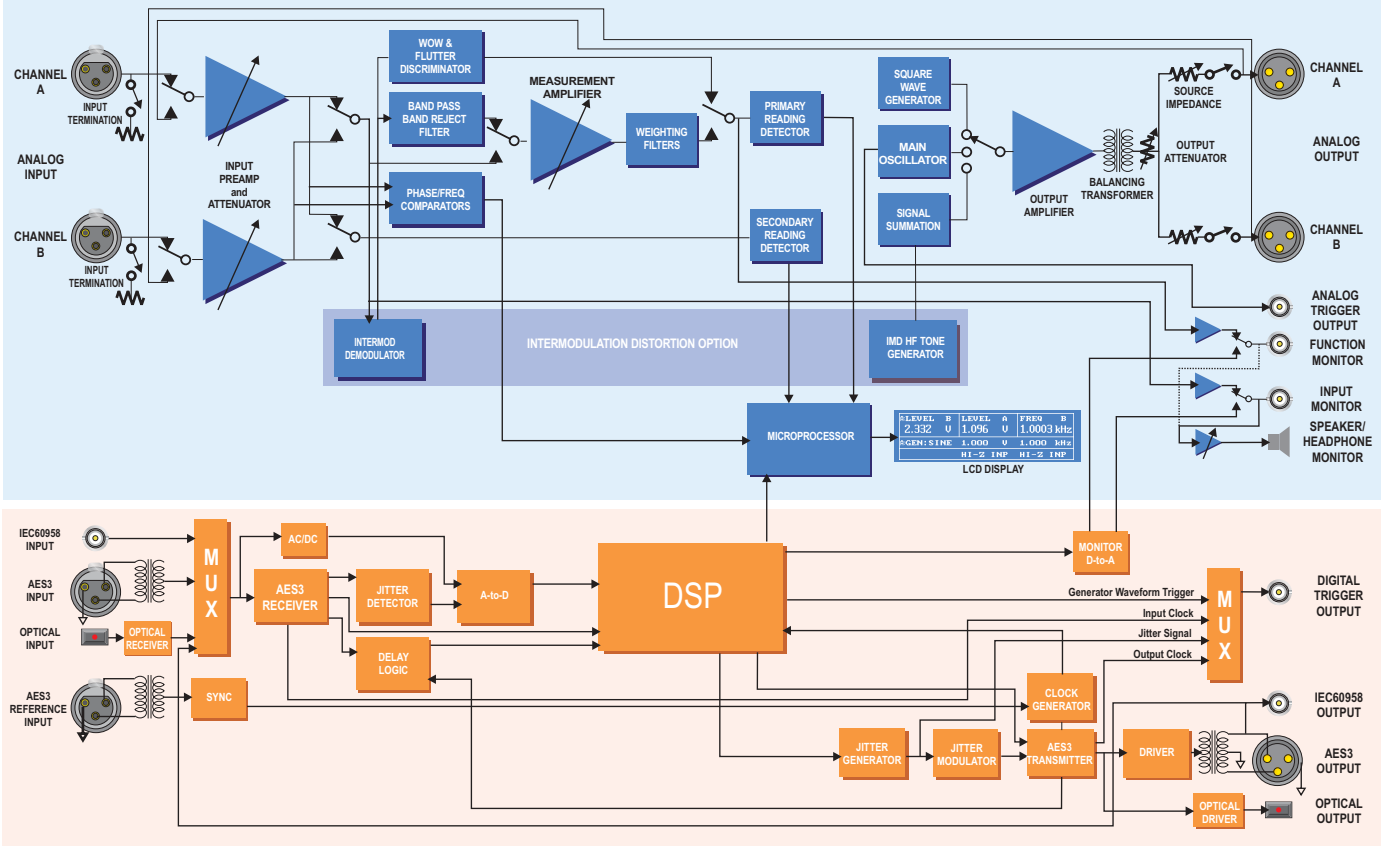 WOW &
FLUTTER
DISCRIMINATOR
CHANNEL
A
INPUT
TERMINATION
ANALOG
INPUT
INPUT
PREAMP
and
ATTENUATOR
CHANNEL
B
INPUT
TERMINATION
BAND PASS
BAND REJECT
FILTER
MEASUREMENT
AMPLIFIER
WEIGHTING
FILTERS
PHASE/FREQ
COMPARATORS
PRIMARY
READING
DETECTOR
SECONDARY
READING
DETECTOR
SQUARE
WAVE
GENERATOR
MAIN
OSCILLATOR
SIGNAL
SUMMATION
OUTPUT
AMPLIFIER
BALANCING
TRANSFORMER
SOURCE
IMPEDANCE
OUTPUT
ATTENUATOR
CHANNEL
A
ANALOG
OUTPUT
CHANNEL
B
ANALOG
TRIGGER
OUTPUT
FUNCTION
MONITOR
INPUT
MONITOR
SPEAKER/
HEADPHONE
MONITOR
INTERMOD
DEMODULATOR
INTERMODULATION DISTORTION OPTION
IMD HF TONE
GENERATOR
MICROPROCESSOR
≙LEVEL B LEVEL A FREQ B
2.332 V 1.096 V 1.0003 kHz
≙GEN:SINE 1.000 V 1.000 kHz
HI-Z INP HI-Z INP
LCD DISPLAY
IEC60958
INPUT
AES3
INPUT
OPTICAL
INPUT
OPTICAL
RECEIVER
AES3
REFERENCE
INPUT
M
U
X
SYNC
AC/DC
AES3
RECEIVER
JITTER
DETECTOR
A-to-D
DELAY
LOGIC
DSP
MONITOR
D-to-A
Generator Waveform Trigger
Input Clock
Jitter Signal
Output Clock
M
U
X
DIGITAL
TRIGGER
OUTPUT
CLOCK
GENERATOR
JITTER
GENERATOR
JITTER
MODULATOR
AES3
TRANSMITTER
DRIVER
OPTICAL
DRIVER
IEC60958
OUTPUT
AES3
OUTPUT
OPTICAL
OUTPUT